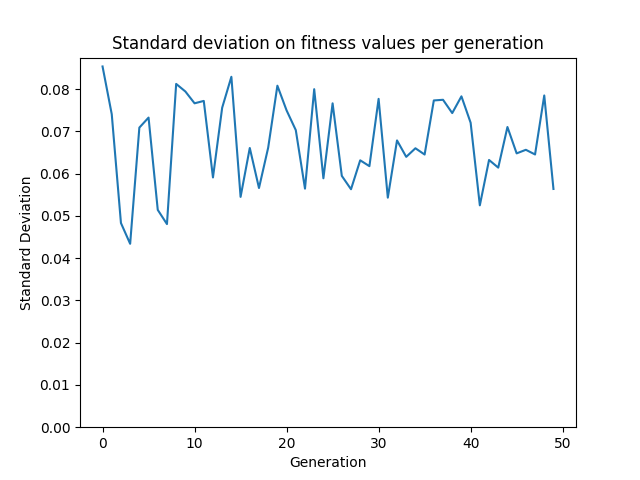 Standard deviation on fitness values per generation
0.08
0.07
0.06
0.05
0.04
0.03
0.02
0.01
0.00
Standard Deviation
0 10 20 30 40 50
Generation